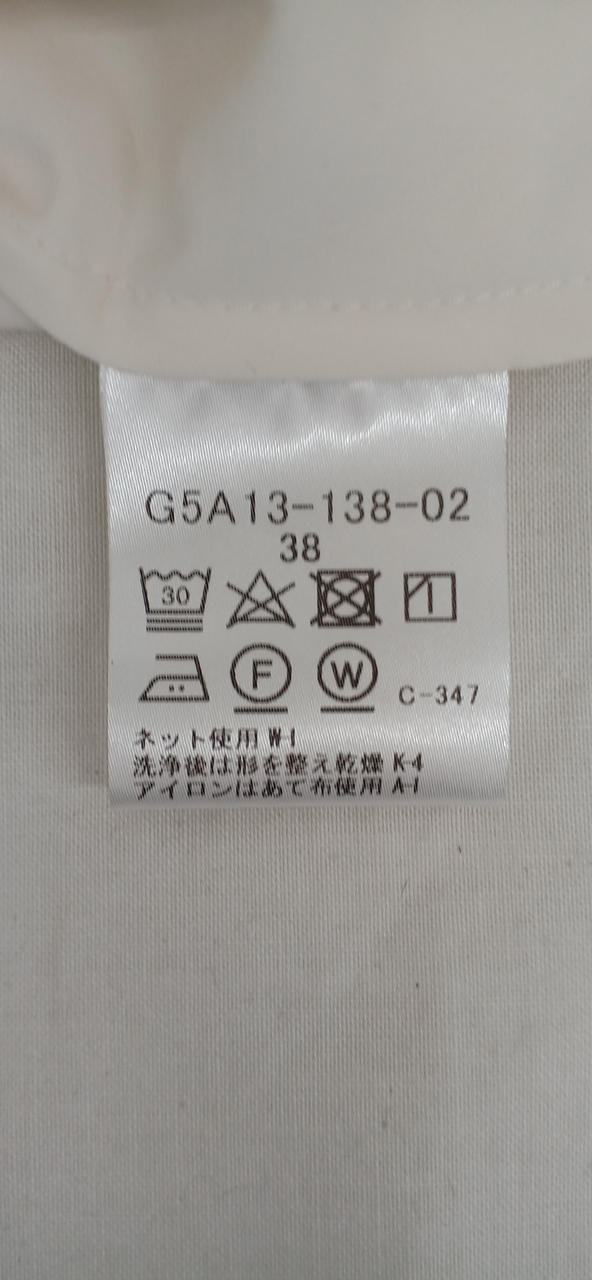 G5A13-138-02
38
30
F W C-347
ネット使用 W-1
洗浄後は形を整え乾燥 K-4
アイロンはあて布使用 A-1